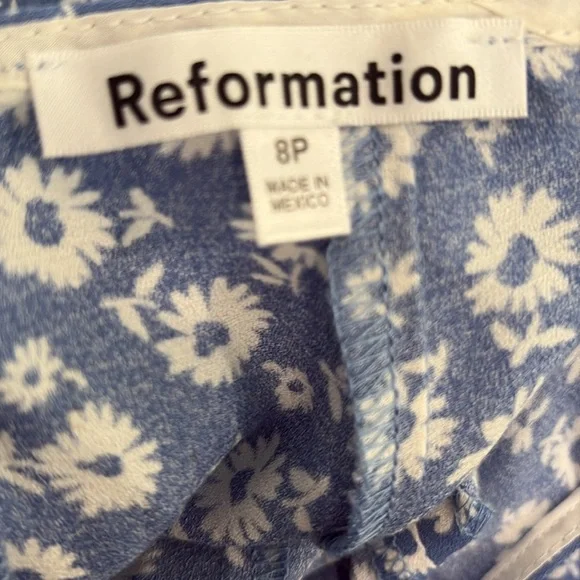 Reformation
8P
MADE IN
MEXICO